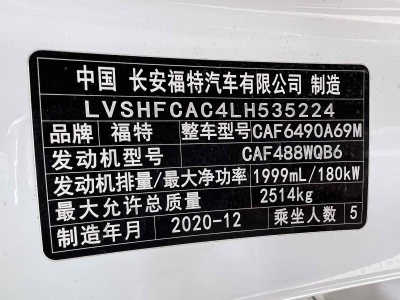 中国 长安福特汽车有限公司 制造
LVSHFCAC4LH535224
品牌 福特 整车型号 CAF6490A69M
发动机型号 CAF488WQB6
发动机排量/最大净功率 1999mL/180kW
最大允许总质量 2514kg
制造年月 2020-12 乘坐人数 5